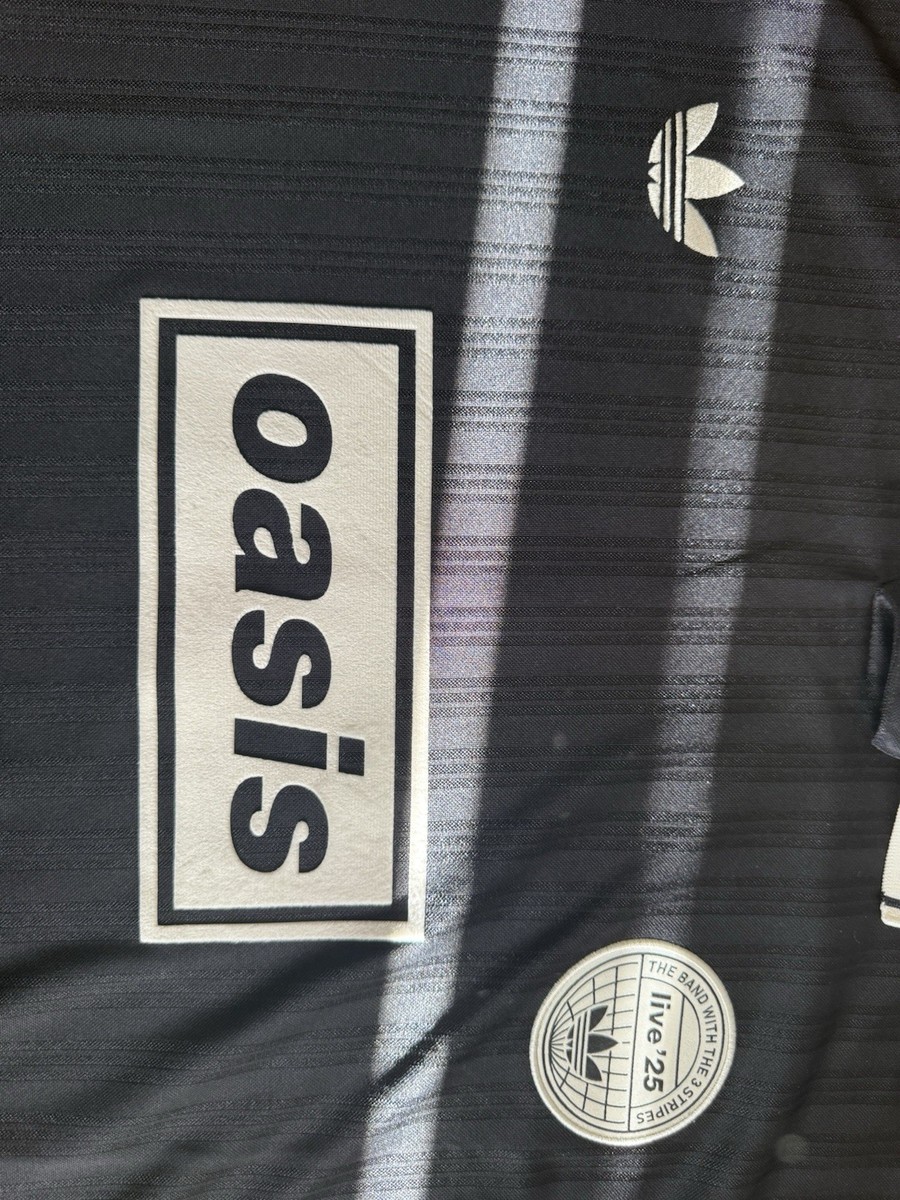 oasis
THE BAND WITH THE 3 STRIPES
live '25